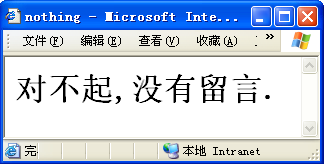 nothing - Microsoft Inte...
文件(F) 编辑(E) 查看(V) 收藏(A) »
对不起,没有留言.
完 本地 Intranet